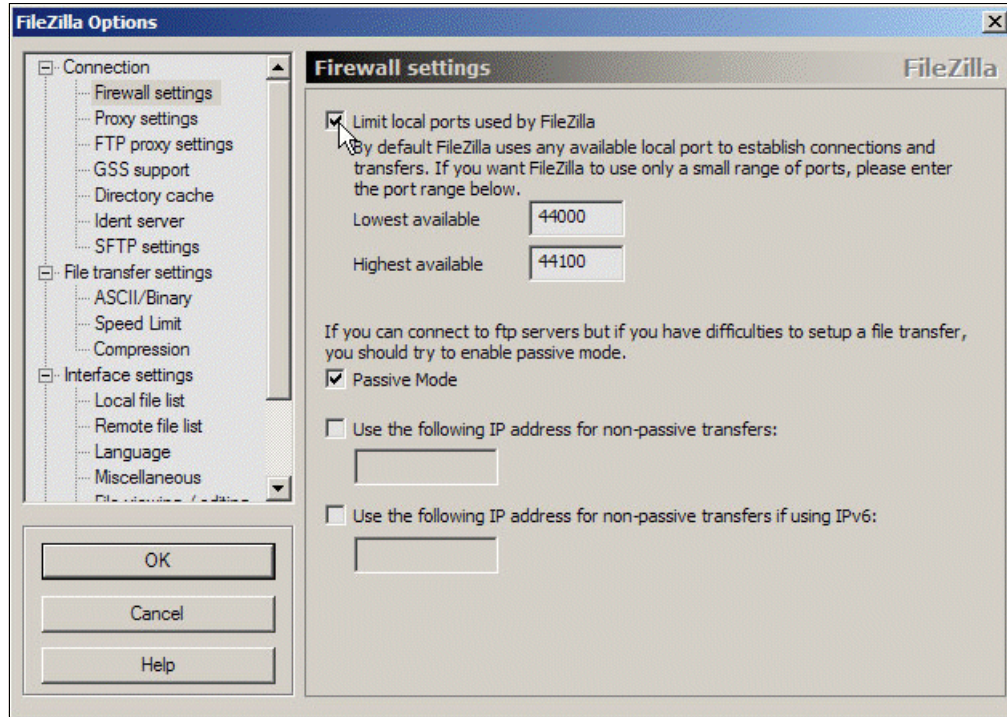 FileZilla Options
Connection
Firewall settings
Proxy settings
FTP proxy settings
GSS support
Directory cache
Ident server
SFTP settings
File transfer settings
ASCII/Binary
Speed Limit
Compression
Interface settings
Local file list
Remote file list
Language
Miscellaneous
File viewing / editing
OK
Cancel
Help
Firewall settings
FileZilla
Limit local ports used by FileZilla
By default FileZilla uses any available local port to establish connections and
transfers. If you want FileZilla to use only a small range of ports, please enter
the port range below.
Lowest available 44000
Highest available 44100
If you can connect to ftp servers but if you have difficulties to setup a file transfer,
you should try to enable passive mode.
Passive Mode
Use the following IP address for non-passive transfers:
Use the following IP address for non-passive transfers if using IPv6: